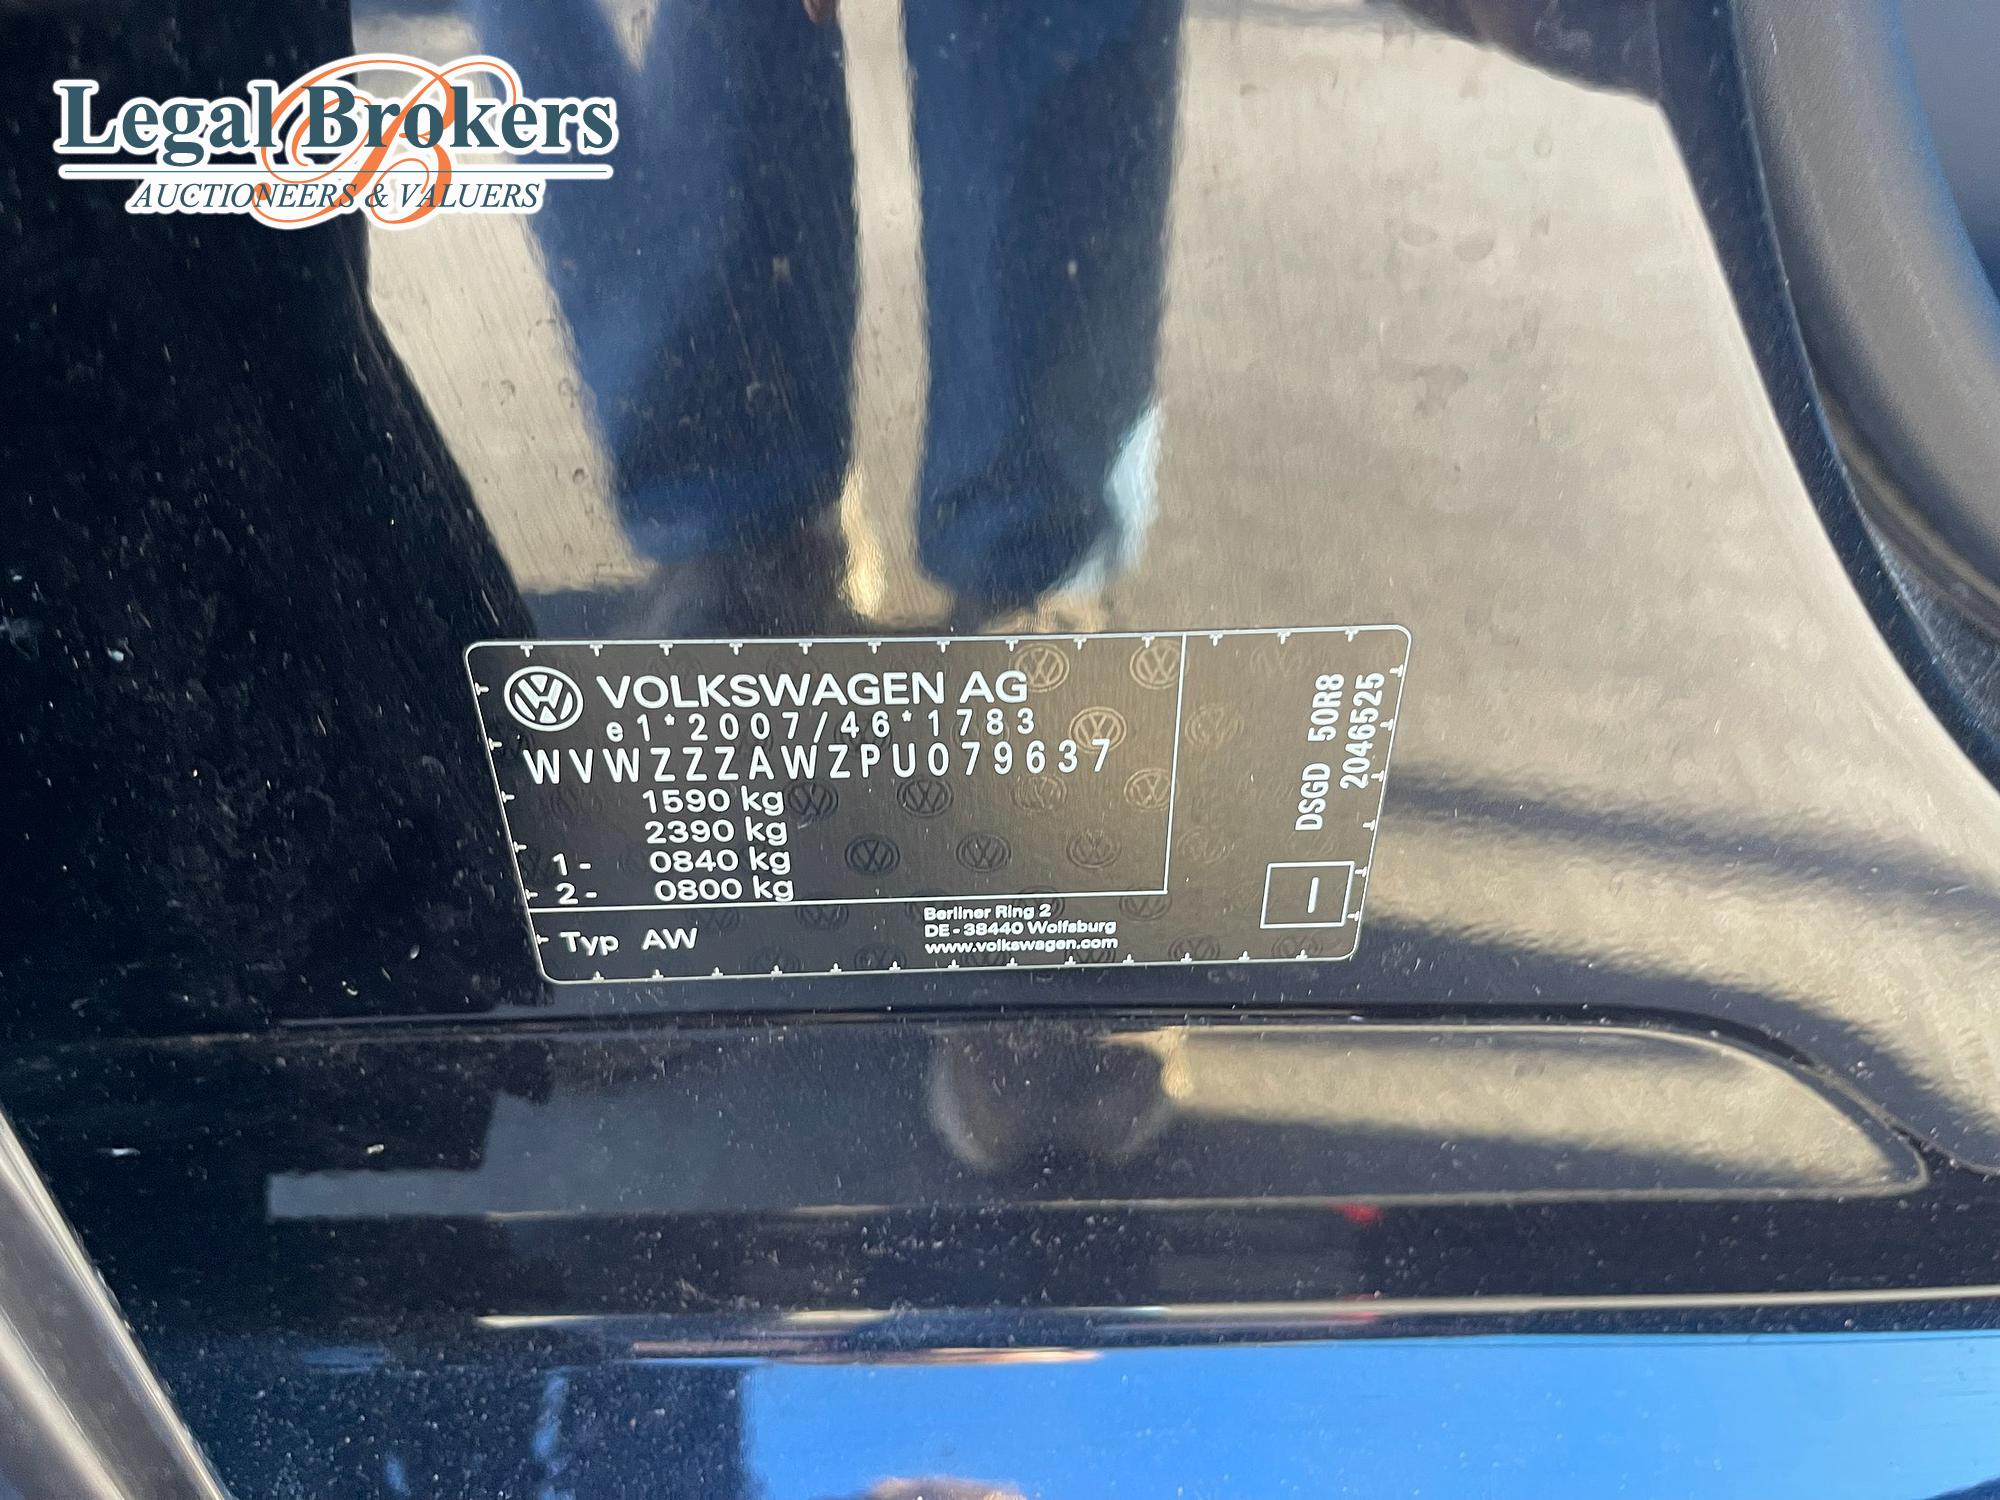 Legal Brokers
AUCTIONEERS & VALUERS
VOLKSWAGEN AG
e1*2007/46*1783
WVWZZZAWZPU079637
1590 kg
2390 kg
1- 0840 kg
2- 0800 kg
Typ AW
Berliner Ring 2
DE-38440 Wolfsburg
www.volkswagen.com
DSGD 50R8
2046525
I